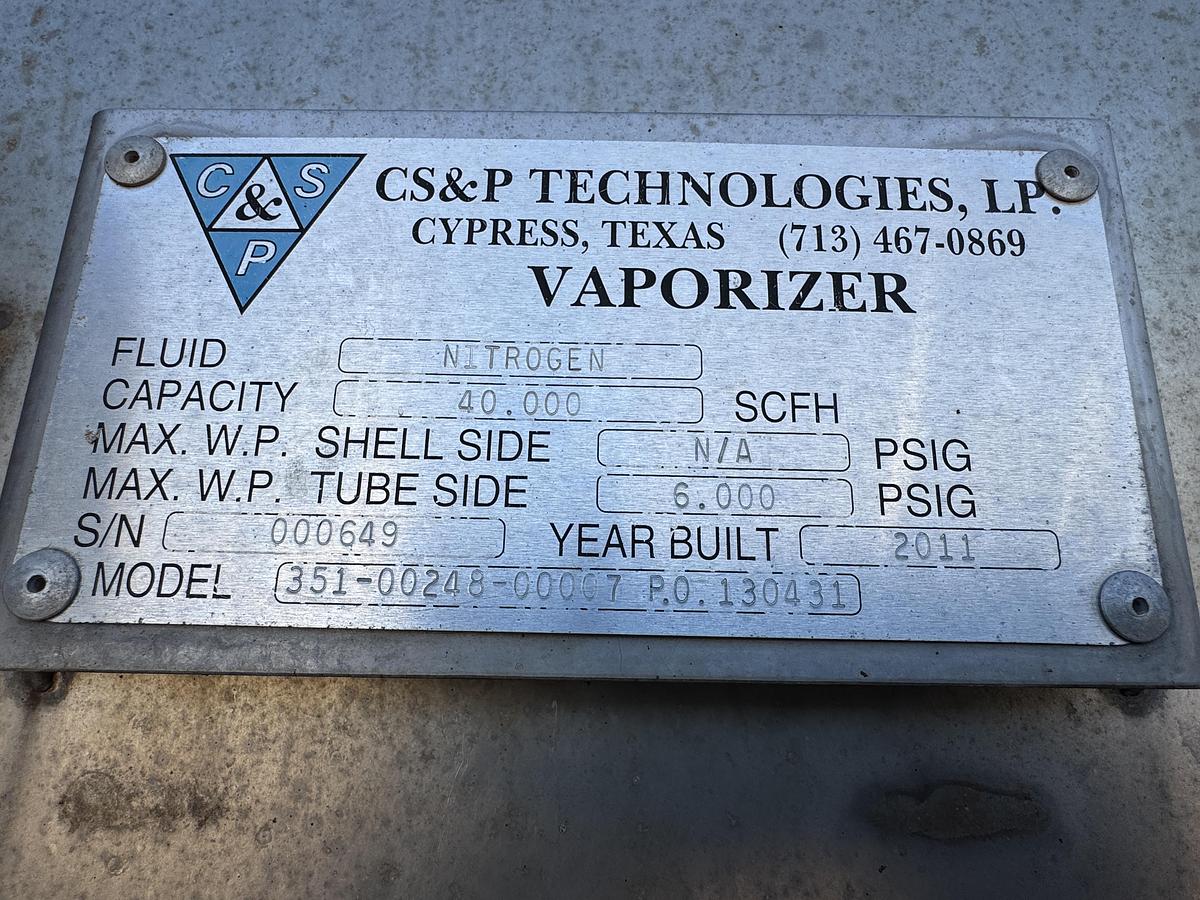 C & S P
CS&P TECHNOLOGIES, LP.
CYPRESS, TEXAS (713) 467-0869
VAPORIZER
FLUID NITROGEN
CAPACITY 40.000 SCFH
MAX. W.P. SHELL SIDE N/A PSIG
MAX. W.P. TUBE SIDE 6.000 PSIG
S/N 000649 YEAR BUILT 2011
MODEL 351-00248-00007 P.O. 130431